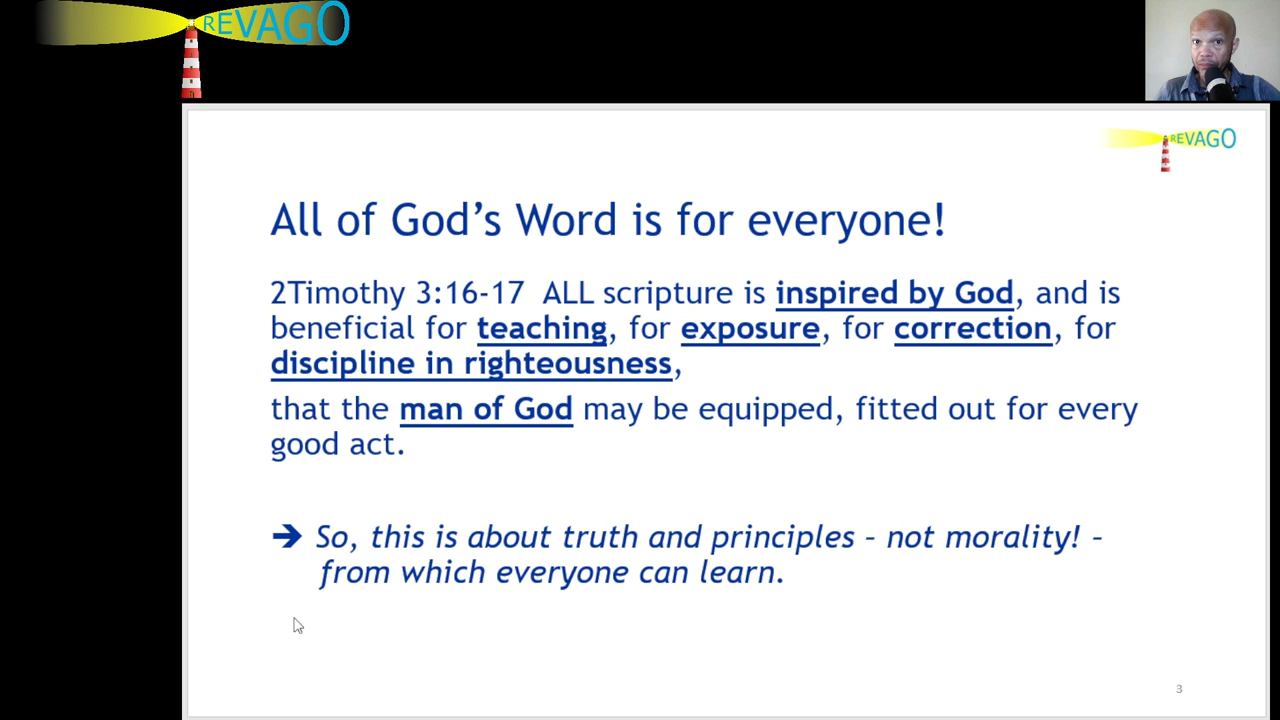 REVAGO
REVAGO
All of God's Word is for everyone!
2Timothy 3:16-17 ALL scripture is inspired by God, and is
beneficial for teaching, for exposure, for correction, for
discipline in righteousness,
that the man of God may be equipped, fitted out for every
good act.
➔ So, this is about truth and principles – not morality! –
from which everyone can learn.
3